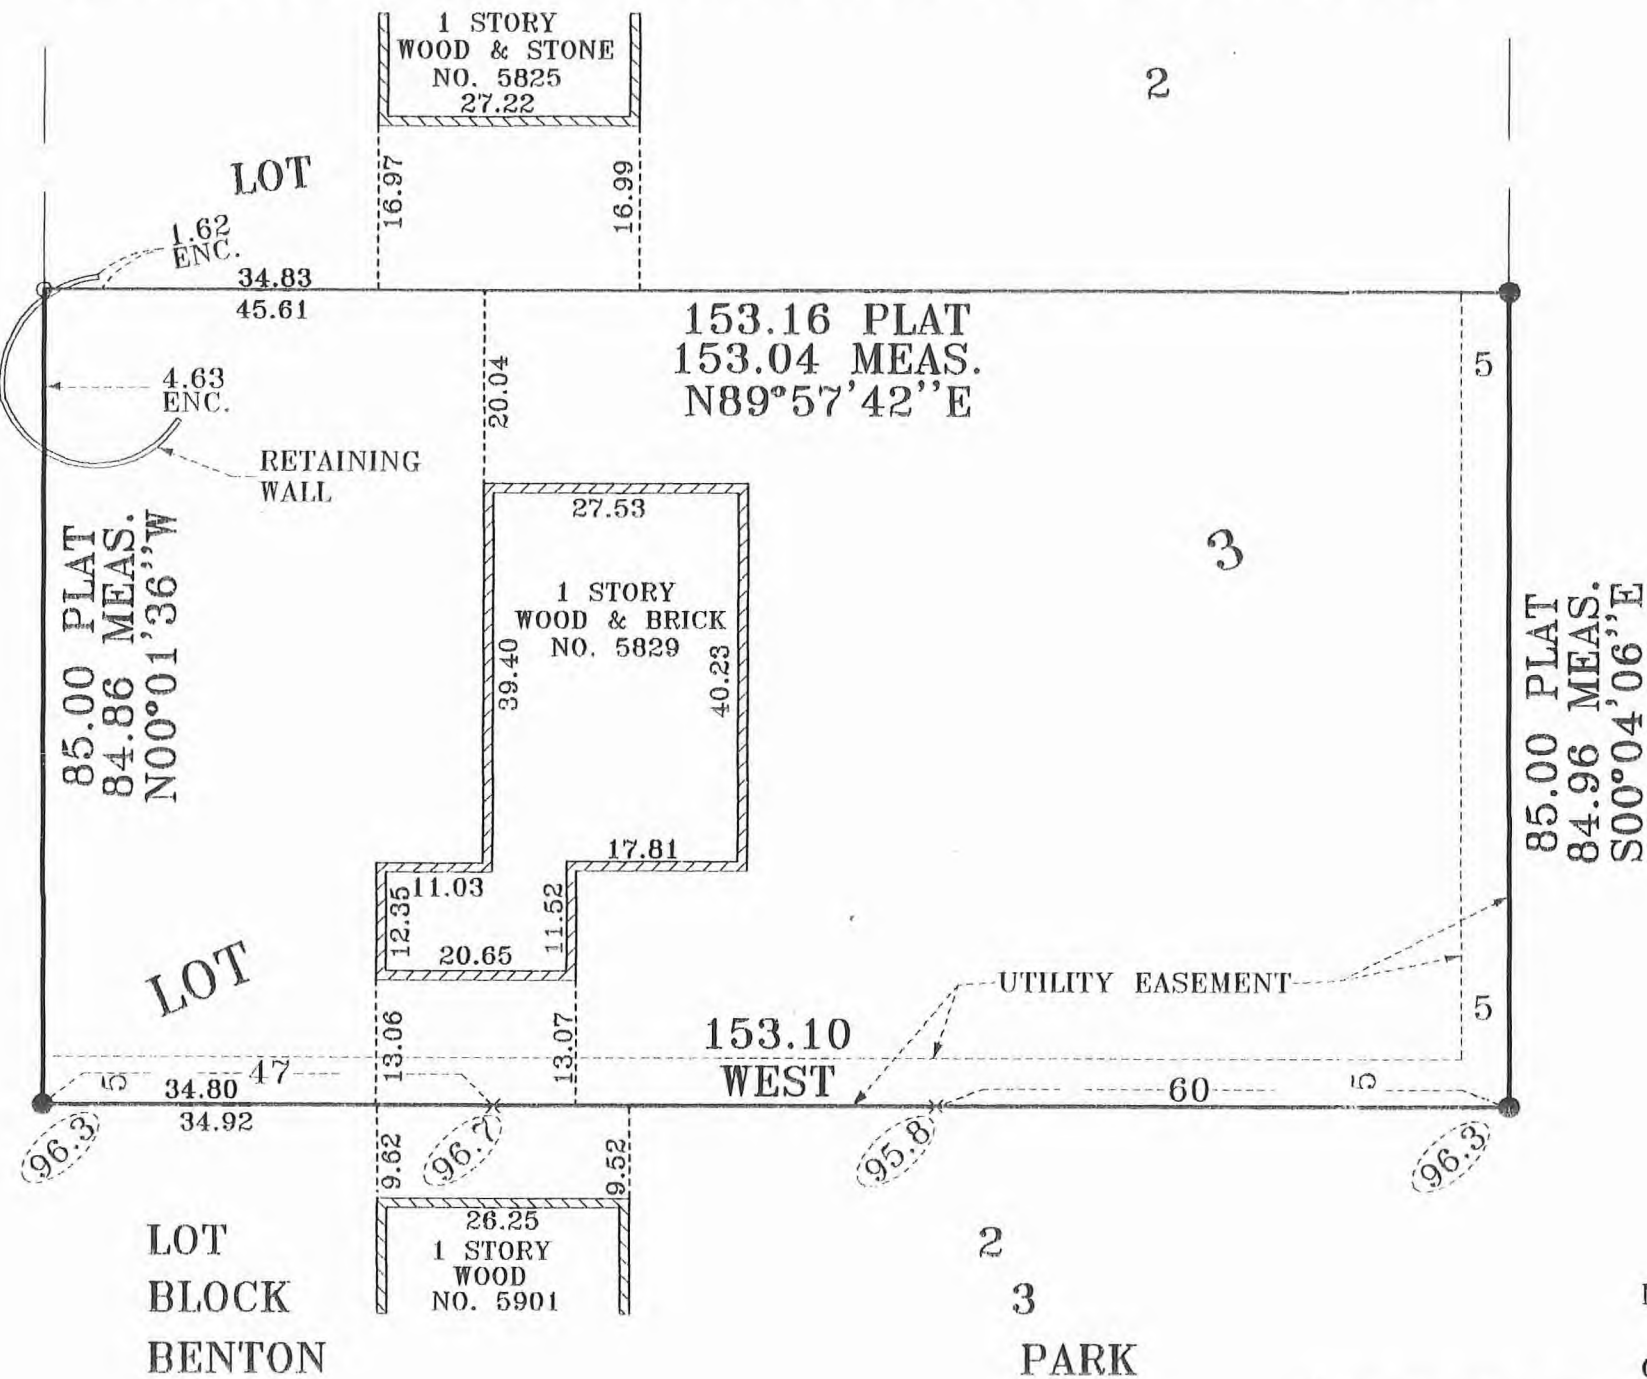 1 STORY
WOOD & STONE
NO. 5825
27.22
2
16.97
16.99
LOT
1.62
ENC.
34.83
45.61
153.16 PLAT
153.04 MEAS.
N89°57'42''E
5
4.63
ENC.
20.04
RETAINING
WALL
27.53
85.00 PLAT
84.86 MEAS.
N00°01'36''W
3
1 STORY
WOOD & BRICK
NO. 5829
39.40
40.23
85.00 PLAT
84.96 MEAS.
S00°04'06''E
17.81
11.03
12.35
11.52
20.65
LOT
UTILITY EASEMENT
5
13.06
13.07
153.10
WEST
5
34.80
47
60
5
34.92
96.3
96.7
95.8
96.3
9.62
9.52
26.25
1 STORY
WOOD
NO. 5901
LOT 2
BLOCK 3
BENTON PARK